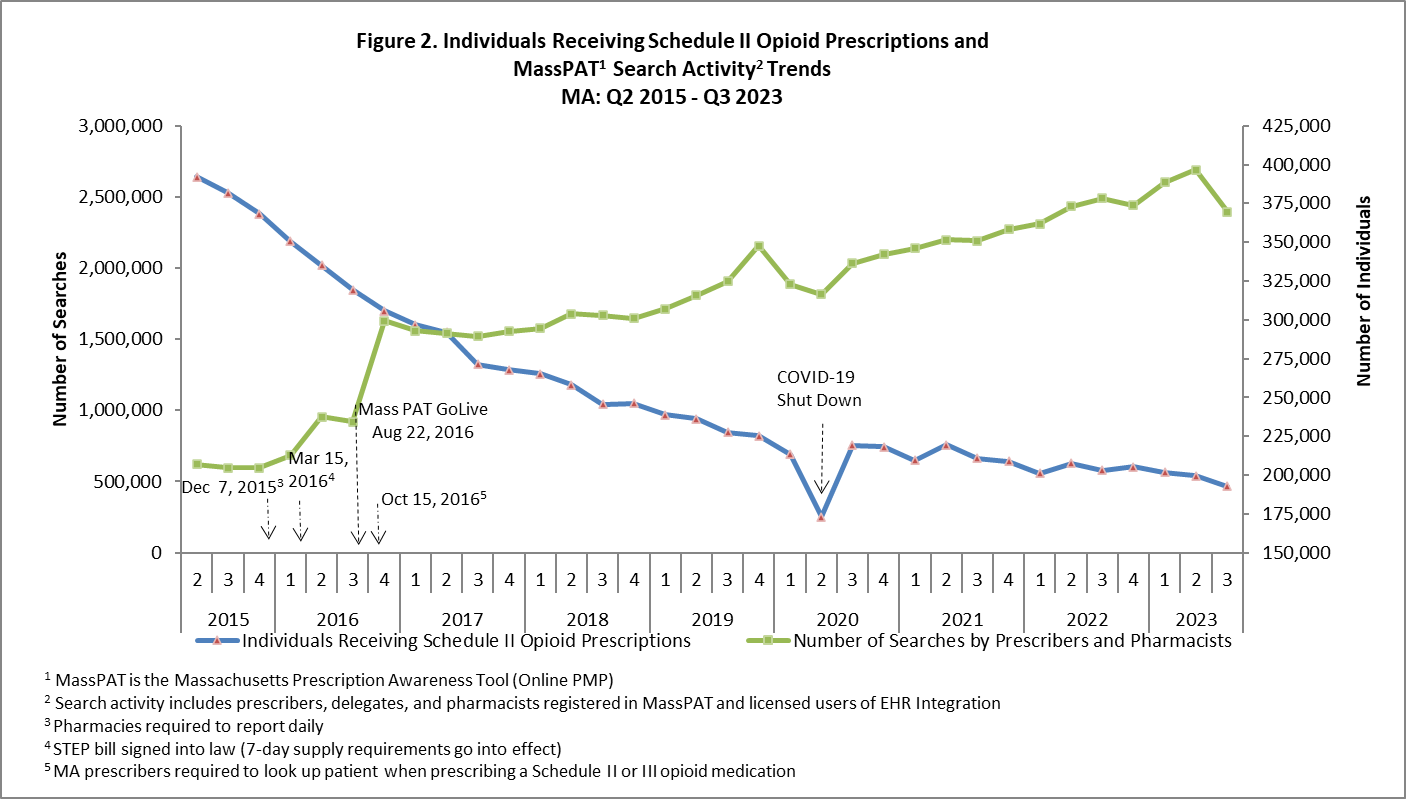 Figure 2. Individuals Receiving Schedule II Opioid Prescriptions and
MassPAT¹ Search Activity² Trends
MA: Q2 2015 - Q3 2023
Number of Searches
3,000,000
2,500,000
2,000,000
1,500,000
1,000,000
500,000
0
425,000
400,000
375,000
350,000
325,000
300,000
275,000
250,000
225,000
200,000
175,000
150,000
Number of Individuals
Dec 7, 2015³
Mar 15,
2016⁴
Mass PAT GoLive
Aug 22, 2016
Oct 15, 2016⁵
COVID-19
Shut Down
2 3 4 1 2 3 4 1 2 3 4 1 2 3 4 1 2 3 4 1 2 3 4 1 2 3 4 1 2 3 4 1 2 3
2015 2016 2017 2018 2019 2020 2021 2022 2023
Individuals Receiving Schedule II Opioid Prescriptions
Number of Searches by Prescribers and Pharmacists
¹ MassPAT is the Massachusetts Prescription Awareness Tool (Online PMP)
² Search activity includes prescribers, delegates, and pharmacists registered in MassPAT and licensed users of EHR Integration
³ Pharmacies required to report daily
⁴ STEP bill signed into law (7-day supply requirements go into effect)
⁵ MA prescribers required to look up patient when prescribing a Schedule II or III opioid medication